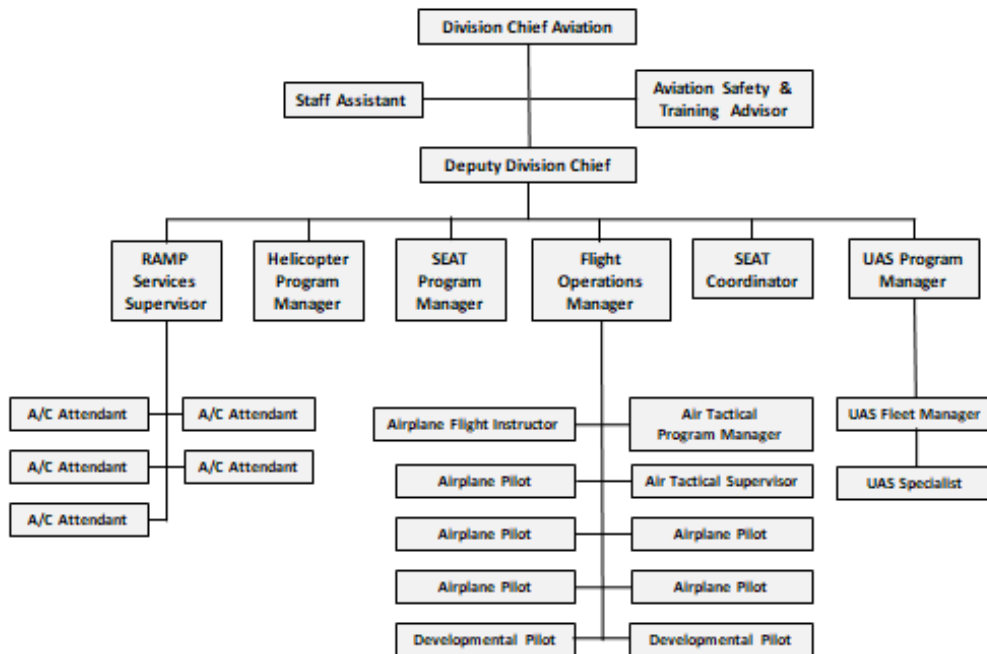 Division Chief Aviation
Staff Assistant
Aviation Safety &
Training Advisor
Deputy Division Chief
RAMP
Services
Supervisor
Helicopter
Program
Manager
SEAT
Program
Manager
Flight
Operations
Manager
SEAT
Coordinator
UAS Program
Manager
A/C Attendant
A/C Attendant
A/C Attendant
A/C Attendant
A/C Attendant
Airplane Flight Instructor
Air Tactical
Program Manager
Airplane Pilot
Air Tactical Supervisor
Airplane Pilot
Airplane Pilot
Airplane Pilot
Airplane Pilot
Developmental Pilot
Developmental Pilot
UAS Fleet Manager
UAS Specialist